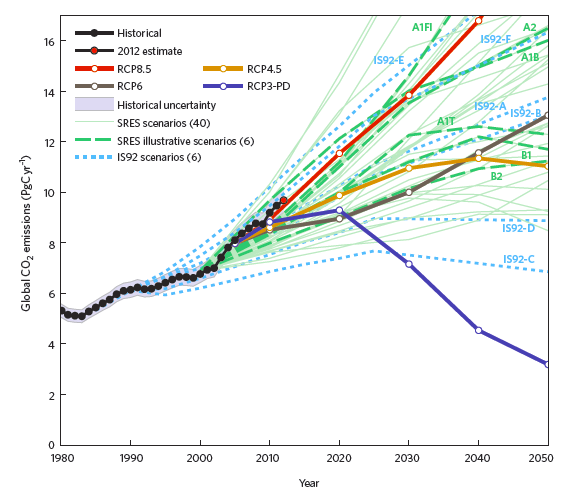 Historical
2012 estimate
RCP8.5
RCP4.5
RCP6
RCP3-PD
Historical uncertainty
SRES scenarios (40)
SRES illustrative scenarios (6)
IS92 scenarios (6)
A1FI
A2
IS92-F
IS92-E
A1B
IS92-A
IS92-B
A1T
B1
B2
IS92-D
IS92-C
Global CO₂ emissions (PgC yr⁻¹)
16
14
12
10
8
6
4
2
0
1980 1990 2000 2010 2020 2030 2040 2050
Year